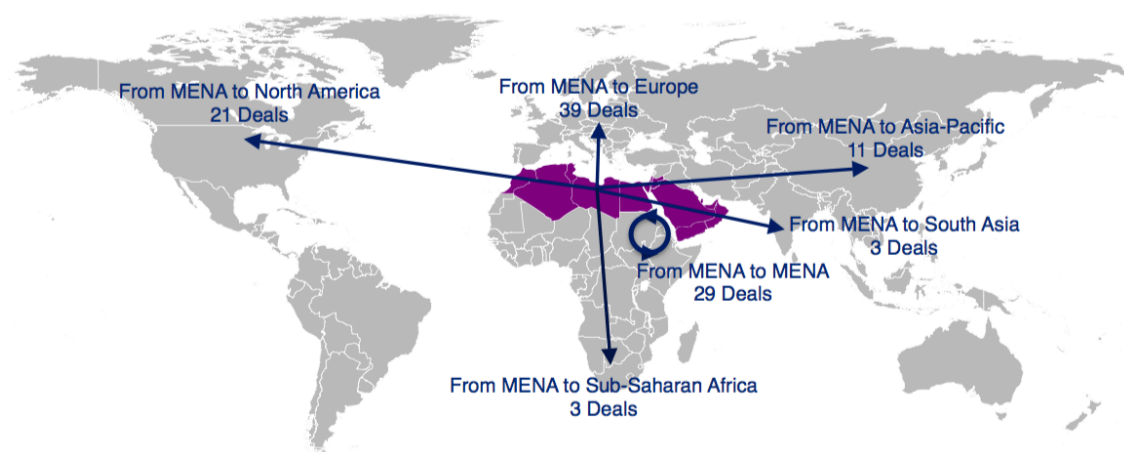 From MENA to North America
21 Deals
From MENA to Europe
39 Deals
From MENA to Asia-Pacific
11 Deals
From MENA to South Asia
3 Deals
From MENA to MENA
29 Deals
From MENA to Sub-Saharan Africa
3 Deals